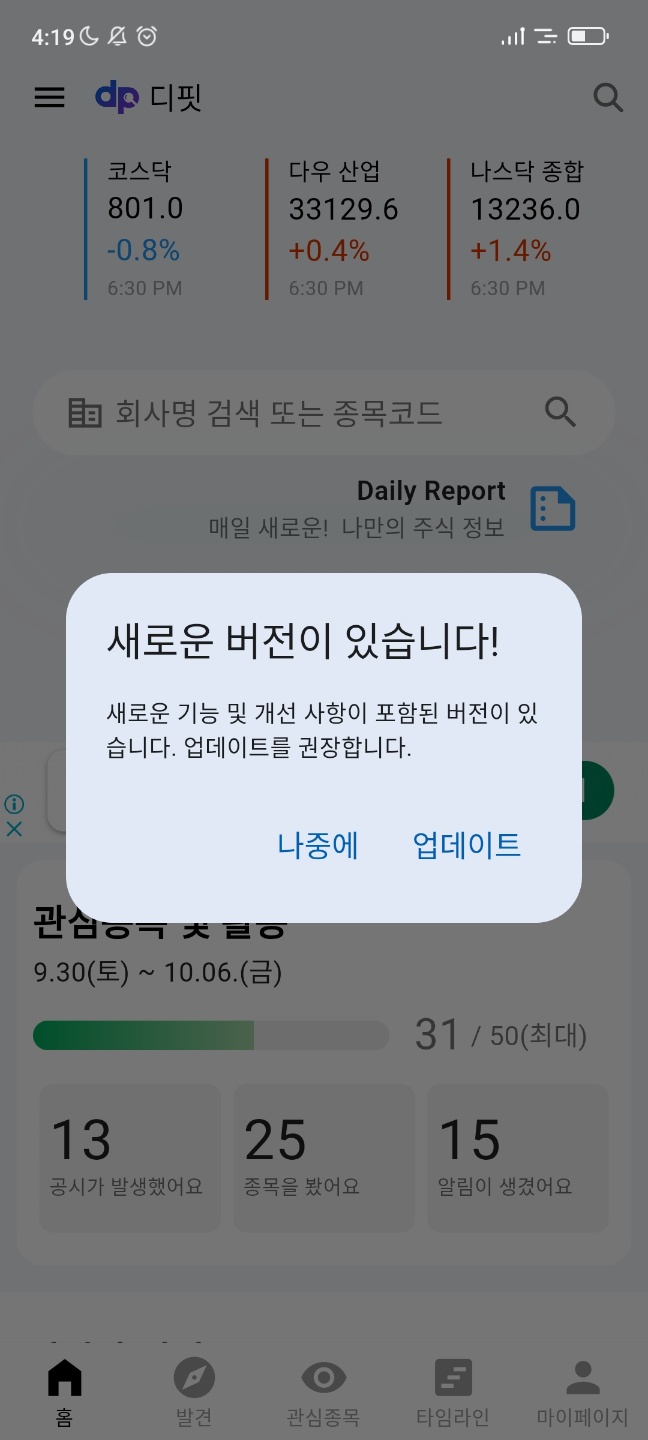 4:19
dp 디핏
코스닥
801.0
-0.8%
6:30 PM
다우 산업
33129.6
+0.4%
6:30 PM
나스닥 종합
13236.0
+1.4%
6:30 PM
회사명 검색 또는 종목코드
Daily Report
매일 새로운! 나만의 주식 정보
새로운 버전이 있습니다!
새로운 기능 및 개선 사항이 포함된 버전이 있
습니다. 업데이트를 권장합니다.
나중에 업데이트
관심종목 및 활동
9.30(토) ~ 10.06.(금)
31 / 50(최대)
13
공시가 발생했어요
25
종목을 봤어요
15
알림이 생겼어요
홈
발견
관심종목
타임라인
마이페이지